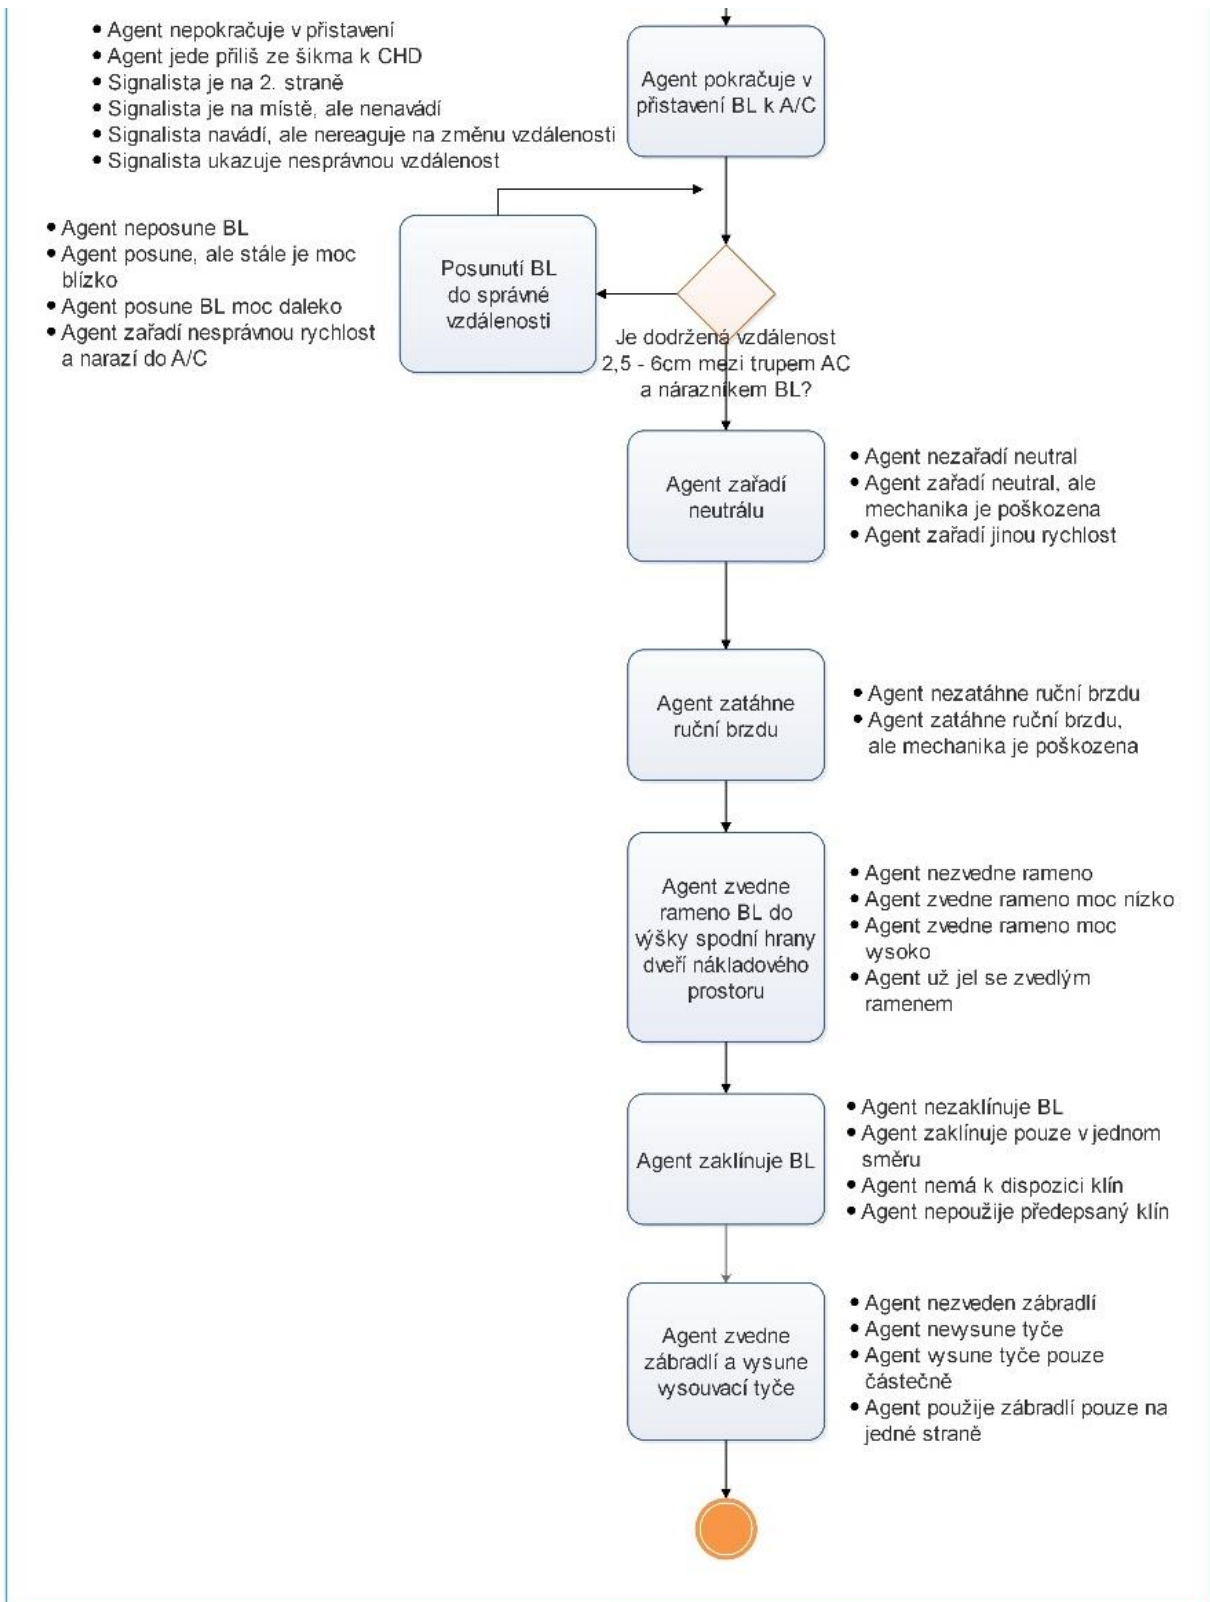 • Agent nepokračuje v přistavení
• Agent jede příliš ze šikma k CHD
• Signalista je na 2. straně
• Signalista je na místě, ale nenavádí
• Signalista navádí, ale nereaguje na změnu vzdálenosti
• Signalista ukazuje nesprávnou vzdálenost
Agent pokračuje v
přistavení BL k A/C
• Agent neposune BL
• Agent posune, ale stále je moc
blízko
• Agent posune BL moc daleko
• Agent zařadí nesprávnou rychlost
a narazí do A/C
Posunutí BL
do správné
vzdálenosti
Je dodržená vzdálenost
2,5 - 6cm mezi trupem AC
a nárazníkem BL?
Agent zařadí
neutrálu
• Agent nezařadí neutral
• Agent zařadí neutral, ale
mechanika je poškozena
• Agent zařadí jinou rychlost
Agent zatáhne
ruční brzdu
• Agent nezatáhne ruční brzdu
• Agent zatáhne ruční brzdu,
ale mechanika je poškozena
Agent zvedne
rameno BL do
výšky spodní hrany
dveří nákladového
prostoru
• Agent nezvedne rameno
• Agent zvedne rameno moc nízko
• Agent zvedne rameno moc
vysoko
• Agent už jel se zvedlým
ramenem
Agent zaklínuje BL
• Agent nezaklínuje BL
• Agent zaklínuje pouze v jednom
směru
• Agent nemá k dispozici klín
• Agent nepoužije předepsaný klín
Agent zvedne
zábradlí a vysune
vysouvací tyče
• Agent nezveden zábradlí
• Agent nevysune tyče
• Agent vysune tyče pouze
částečně
• Agent použije zábradlí pouze na
jedné straně